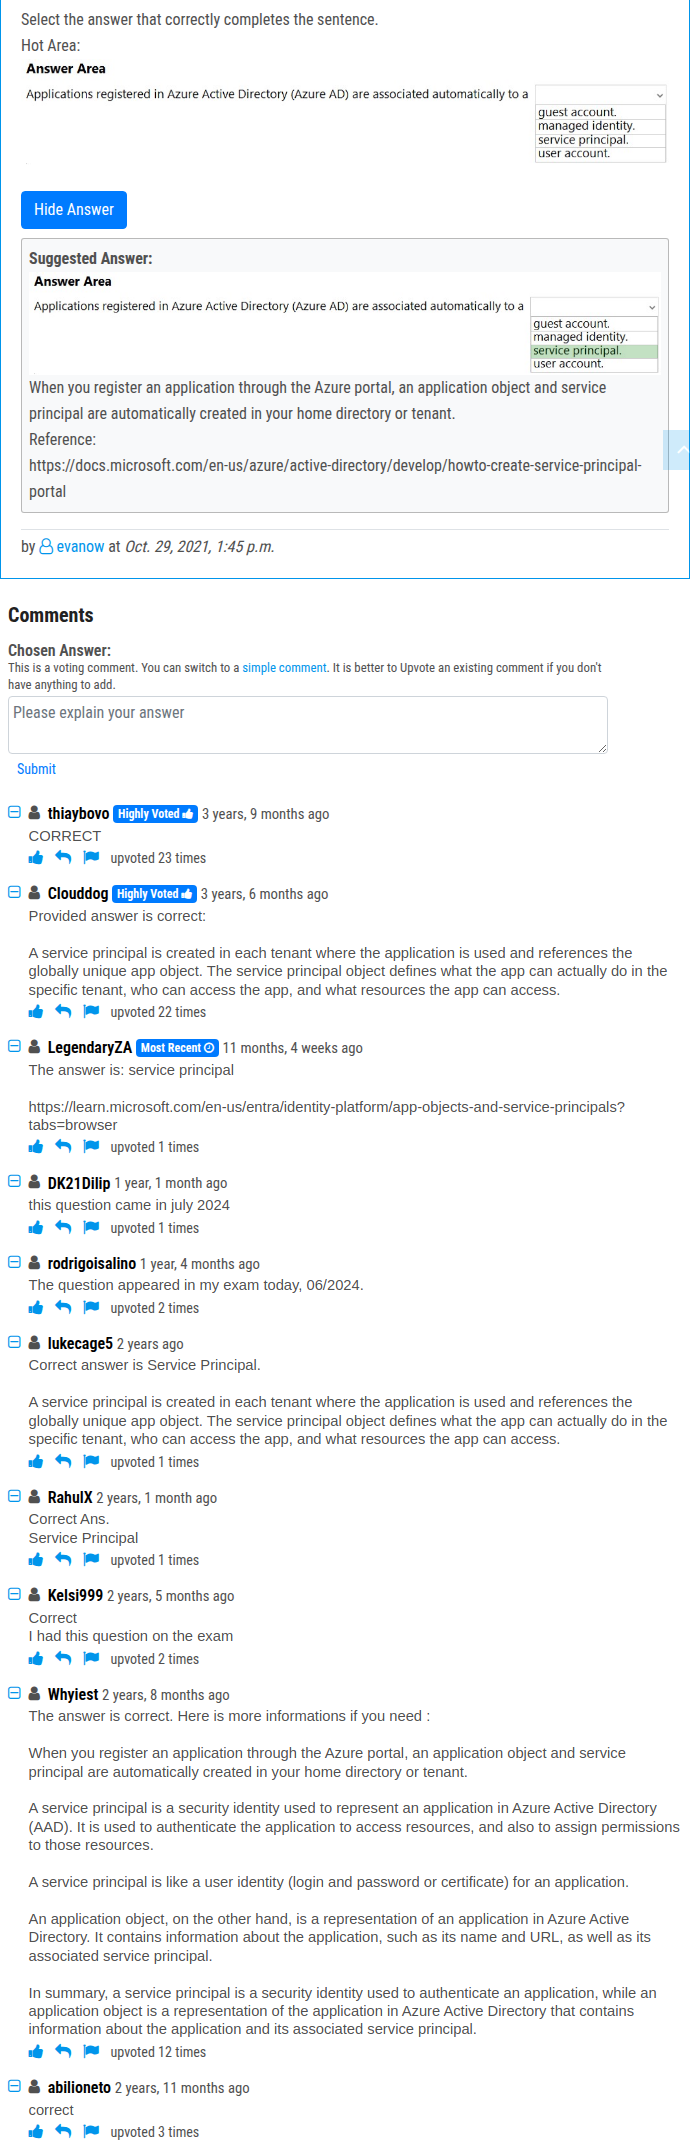 Select the answer that correctly completes the sentence.
Hot Area:
Answer Area
Applications registered in Azure Active Directory (Azure AD) are associated automatically to a
guest account.
managed identity.
service principal.
user account.
Hide Answer
Suggested Answer:
Answer Area
Applications registered in Azure Active Directory (Azure AD) are associated automatically to a
guest account.
managed identity.
service principal.
user account.
When you register an application through the Azure portal, an application object and service
principal are automatically created in your home directory or tenant.
Reference:
https://docs.microsoft.com/en-us/azure/active-directory/develop/howto-create-service-principal-
portal
by evanow at Oct. 29, 2021, 1:45 p.m.
Comments
Chosen Answer:
This is a voting comment. You can switch to a simple comment. It is better to Upvote an existing comment if you don't
have anything to add.
Please explain your answer
Submit
thiaybovo Highly Voted 3 years, 9 months ago
CORRECT
upvoted 23 times
Clouddog Highly Voted 3 years, 6 months ago
Provided answer is correct:
A service principal is created in each tenant where the application is used and references the
globally unique app object. The service principal object defines what the app can actually do in the
specific tenant, who can access the app, and what resources the app can access.
upvoted 22 times
LegendaryZA Most Recent 11 months, 4 weeks ago
The answer is: service principal
https://learn.microsoft.com/en-us/entra/identity-platform/app-objects-and-service-principals?
tabs=browser
upvoted 1 times
DK21Dilip 1 year, 1 month ago
this question came in july 2024
upvoted 1 times
rodrigoisalino 1 year, 4 months ago
The question appeared in my exam today, 06/2024.
upvoted 2 times
lukecage5 2 years ago
Correct answer is Service Principal.
A service principal is created in each tenant where the application is used and references the
globally unique app object. The service principal object defines what the app can actually do in the
specific tenant, who can access the app, and what resources the app can access.
upvoted 1 times
RahulX 2 years, 1 month ago
Correct Ans.
Service Principal
upvoted 1 times
Kelsi999 2 years, 5 months ago
Correct
I had this question on the exam
upvoted 2 times
Whyiest 2 years, 8 months ago
The answer is correct. Here is more informations if you need :
When you register an application through the Azure portal, an application object and service
principal are automatically created in your home directory or tenant.
A service principal is a security identity used to represent an application in Azure Active Directory
(AAD). It is used to authenticate the application to access resources, and also to assign permissions
to those resources.
A service principal is like a user identity (login and password or certificate) for an application.
An application object, on the other hand, is a representation of an application in Azure Active
Directory. It contains information about the application, such as its name and URL, as well as its
associated service principal.
In summary, a service principal is a security identity used to authenticate an application, while an
application object is a representation of the application in Azure Active Directory that contains
information about the application and its associated service principal.
upvoted 12 times
abilioneto 2 years, 11 months ago
correct
upvoted 3 times